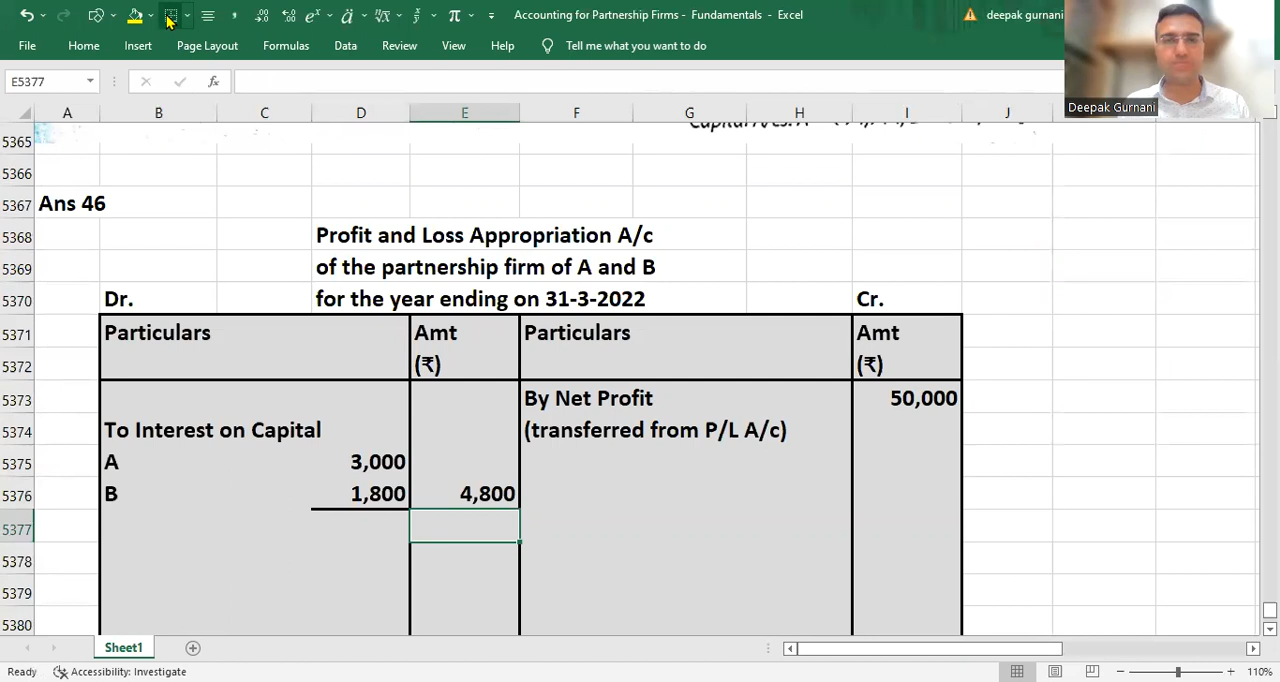 Accounting for Partnership Firms - Fundamentals - Excel
deepak gurnani
File Home Insert Page Layout Formulas Data Review View Help Tell me what you want to do
E5377
fx
Deepak Gurnani
A B C D E F G H I J
5365
5366
5367 Ans 46
5368 Profit and Loss Appropriation A/c
5369 of the partnership firm of A and B
5370 Dr. for the year ending on 31-3-2022 Cr.
5371 Particulars Amt Particulars Amt
5372 (₹) (₹)
5373 By Net Profit 50,000
5374 To Interest on Capital (transferred from P/L A/c)
5375 A 3,000
5376 B 1,800 4,800
5377
5378
5379
5380
Sheet1
Ready Accessibility: Investigate 110%